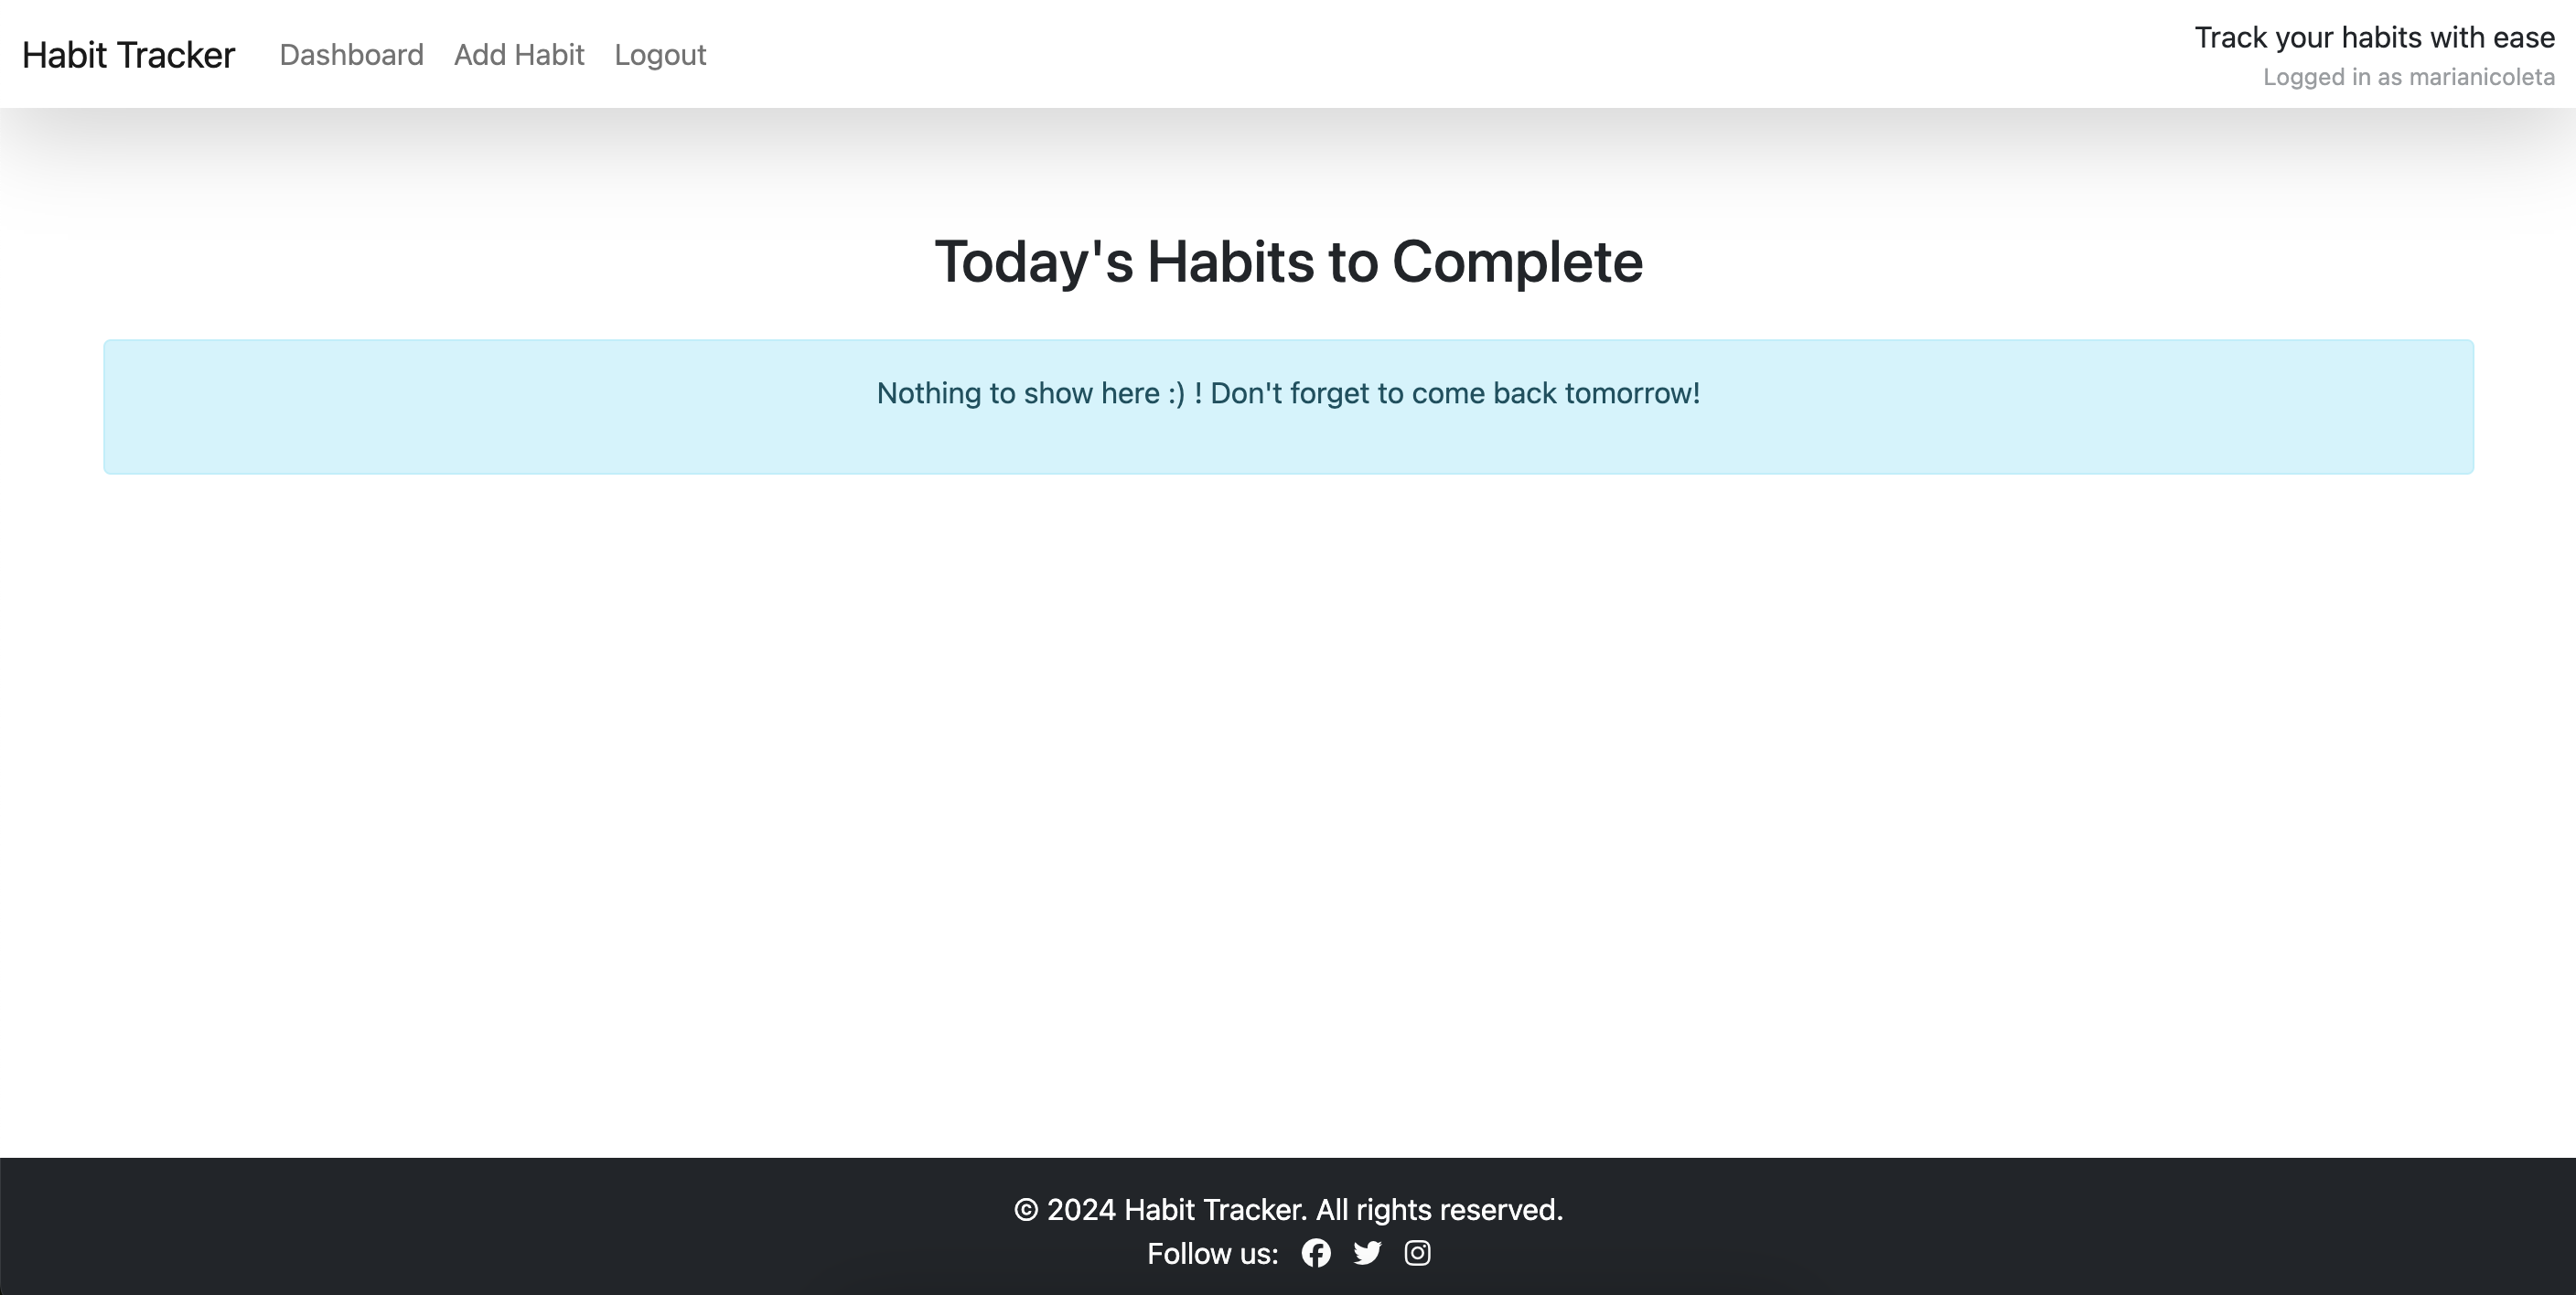 Habit Tracker Dashboard Add Habit Logout
Track your habits with ease
Logged in as marianicoleta
Today's Habits to Complete
Nothing to show here :) ! Don't forget to come back tomorrow!
© 2024 Habit Tracker. All rights reserved.
Follow us: